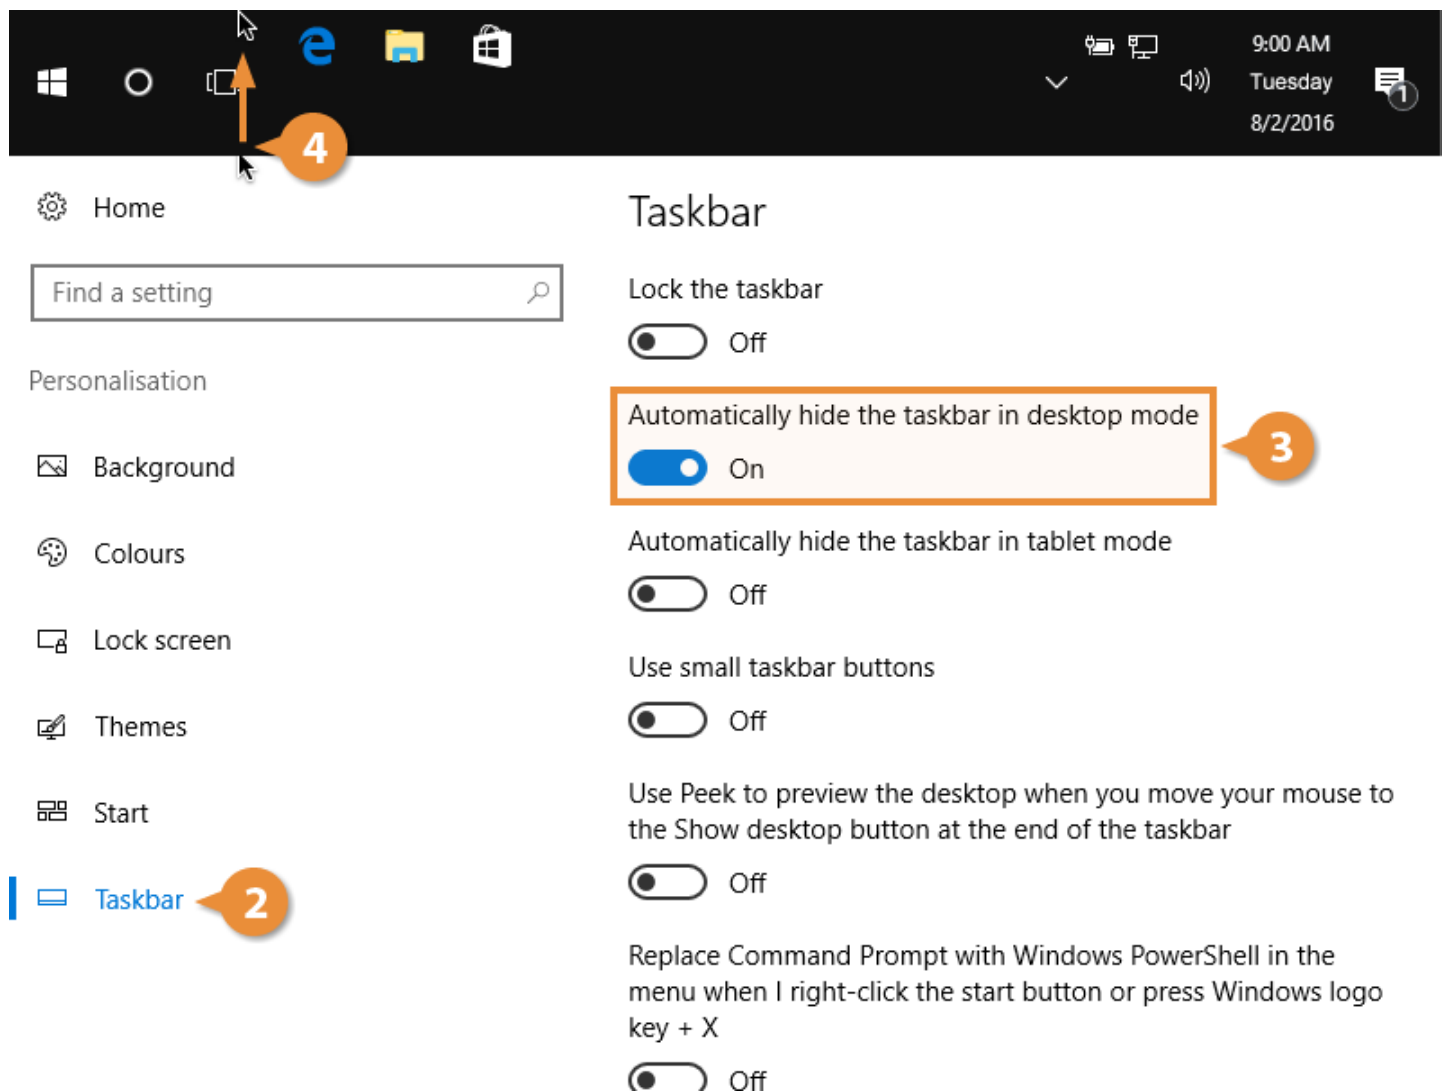 9:00 AM
Tuesday
8/2/2016
1
4
Home
Find a setting
Personalisation
Background
Colours
Lock screen
Themes
Start
Taskbar
2
Taskbar
Lock the taskbar
Off
Automatically hide the taskbar in desktop mode
On
3
Automatically hide the taskbar in tablet mode
Off
Use small taskbar buttons
Off
Use Peek to preview the desktop when you move your mouse to
the Show desktop button at the end of the taskbar
Off
Replace Command Prompt with Windows PowerShell in the
menu when I right-click the start button or press Windows logo
key + X
Off